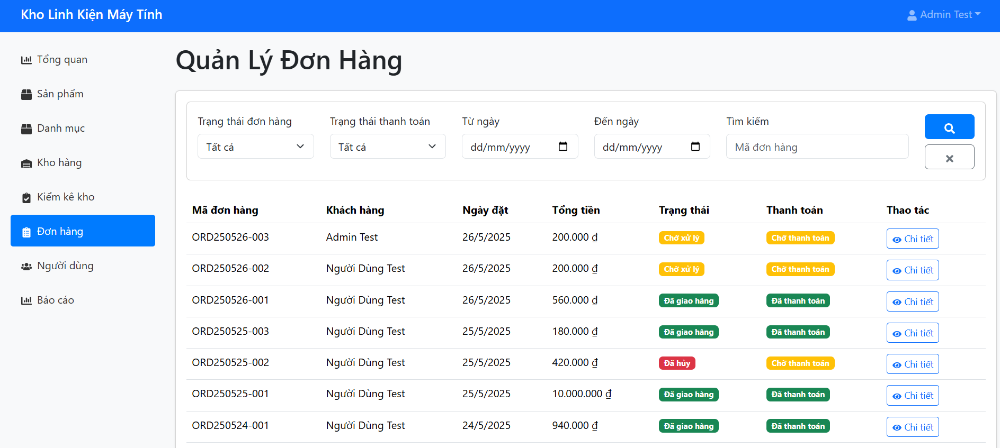 Kho Linh Kiện Máy Tính
Admin Test
Tổng quan
Sản phẩm
Danh mục
Kho hàng
Kiểm kê kho
Đơn hàng
Người dùng
Báo cáo
Quản Lý Đơn Hàng
Trạng thái đơn hàng Trạng thái thanh toán Từ ngày Đến ngày Tìm kiếm
Tất cả Tất cả dd/mm/yyyy dd/mm/yyyy Mã đơn hàng
Mã đơn hàng Khách hàng Ngày đặt Tổng tiền Trạng thái Thanh toán Thao tác
ORD250526-003 Admin Test 26/5/2025 200.000 ₫ Chờ xử lý Chờ thanh toán Chi tiết
ORD250526-002 Người Dùng Test 26/5/2025 200.000 ₫ Chờ xử lý Chờ thanh toán Chi tiết
ORD250526-001 Người Dùng Test 26/5/2025 560.000 ₫ Đã giao hàng Đã thanh toán Chi tiết
ORD250525-003 Người Dùng Test 25/5/2025 180.000 ₫ Đã giao hàng Đã thanh toán Chi tiết
ORD250525-002 Người Dùng Test 25/5/2025 420.000 ₫ Đã hủy Chờ thanh toán Chi tiết
ORD250525-001 Người Dùng Test 25/5/2025 10.000.000 ₫ Đã giao hàng Đã thanh toán Chi tiết
ORD250524-001 Người Dùng Test 24/5/2025 940.000 ₫ Đã giao hàng Đã thanh toán Chi tiết